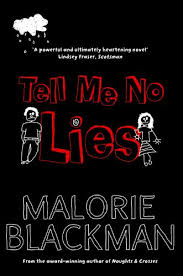 'A powerful and ultimately heartening novel'
Lindsey Fraser, Scotsman
Tell Me No
Lies
MALORIE
BLACKMAN
From the award-winning author of Noughts & Crosses